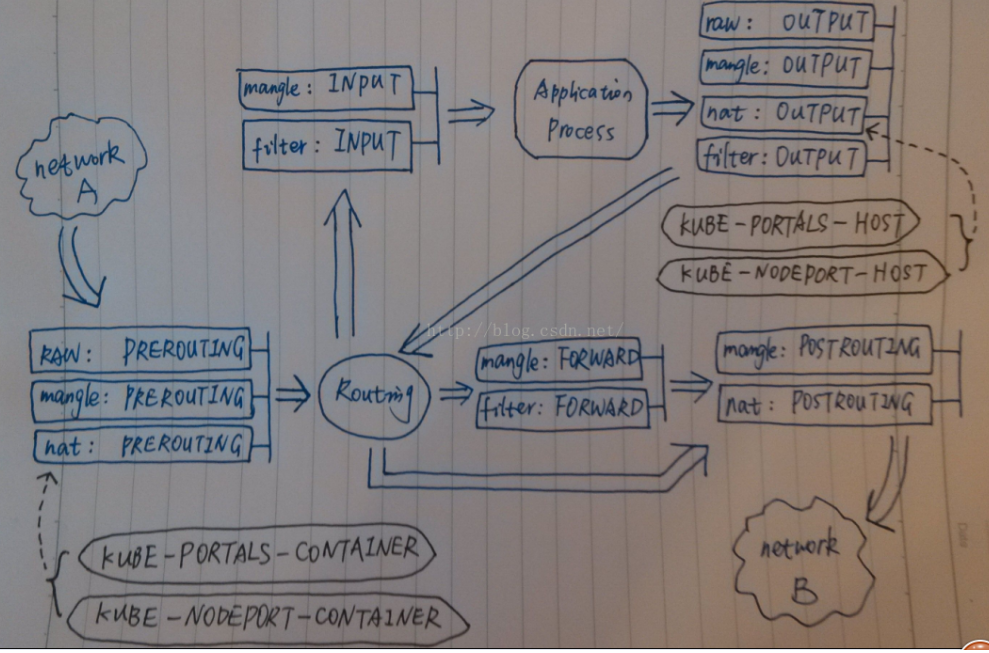 raw: OUTPUT
mangle: OUTPUT
nat: OUTPUT
filter: OUTPUT
mangle: INPUT
filter: INPUT
Application
Process
network
A
KUBE-PORTALS-HOST
KUBE-NODEPORT-HOST
http://blog.csdn.net/
RAW: PREROUTING
mangle: PREROUTING
nat: PREROUTING
Routing
mangle: FORWARD
filter: FORWARD
mangle: POSTROUTING
nat: POSTROUTING
KUBE-PORTALS-CONTAINER
KUBE-NODEPORT-CONTAINER
network
B
Date